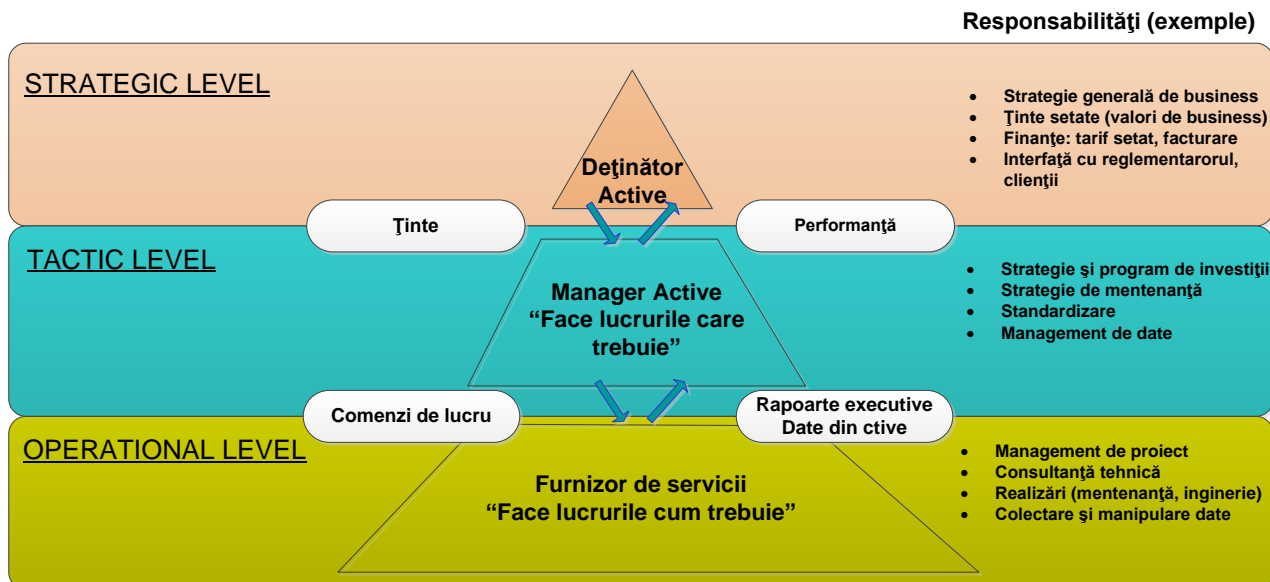 Responsabilităţi (exemple)
STRATEGIC LEVEL
Deţinător
Active
• Strategie generală de business
• Ţinte setate (valori de business)
• Finanţe: tarif setat, facturare
• Interfaţă cu reglementarorul,
clienţii
Ţinte
Performanţă
TACTIC LEVEL
Manager Active
“Face lucrurile care
trebuie”
• Strategie şi program de investiţii
• Strategie de mentenanţă
• Standardizare
• Management de date
Comenzi de lucru
Rapoarte executive
Date din ctive
OPERATIONAL LEVEL
Furnizor de servicii
“Face lucrurile cum trebuie”
• Management de proiect
• Consultanţă tehnică
• Realizări (mentenanţă, inginerie)
• Colectare şi manipulare date